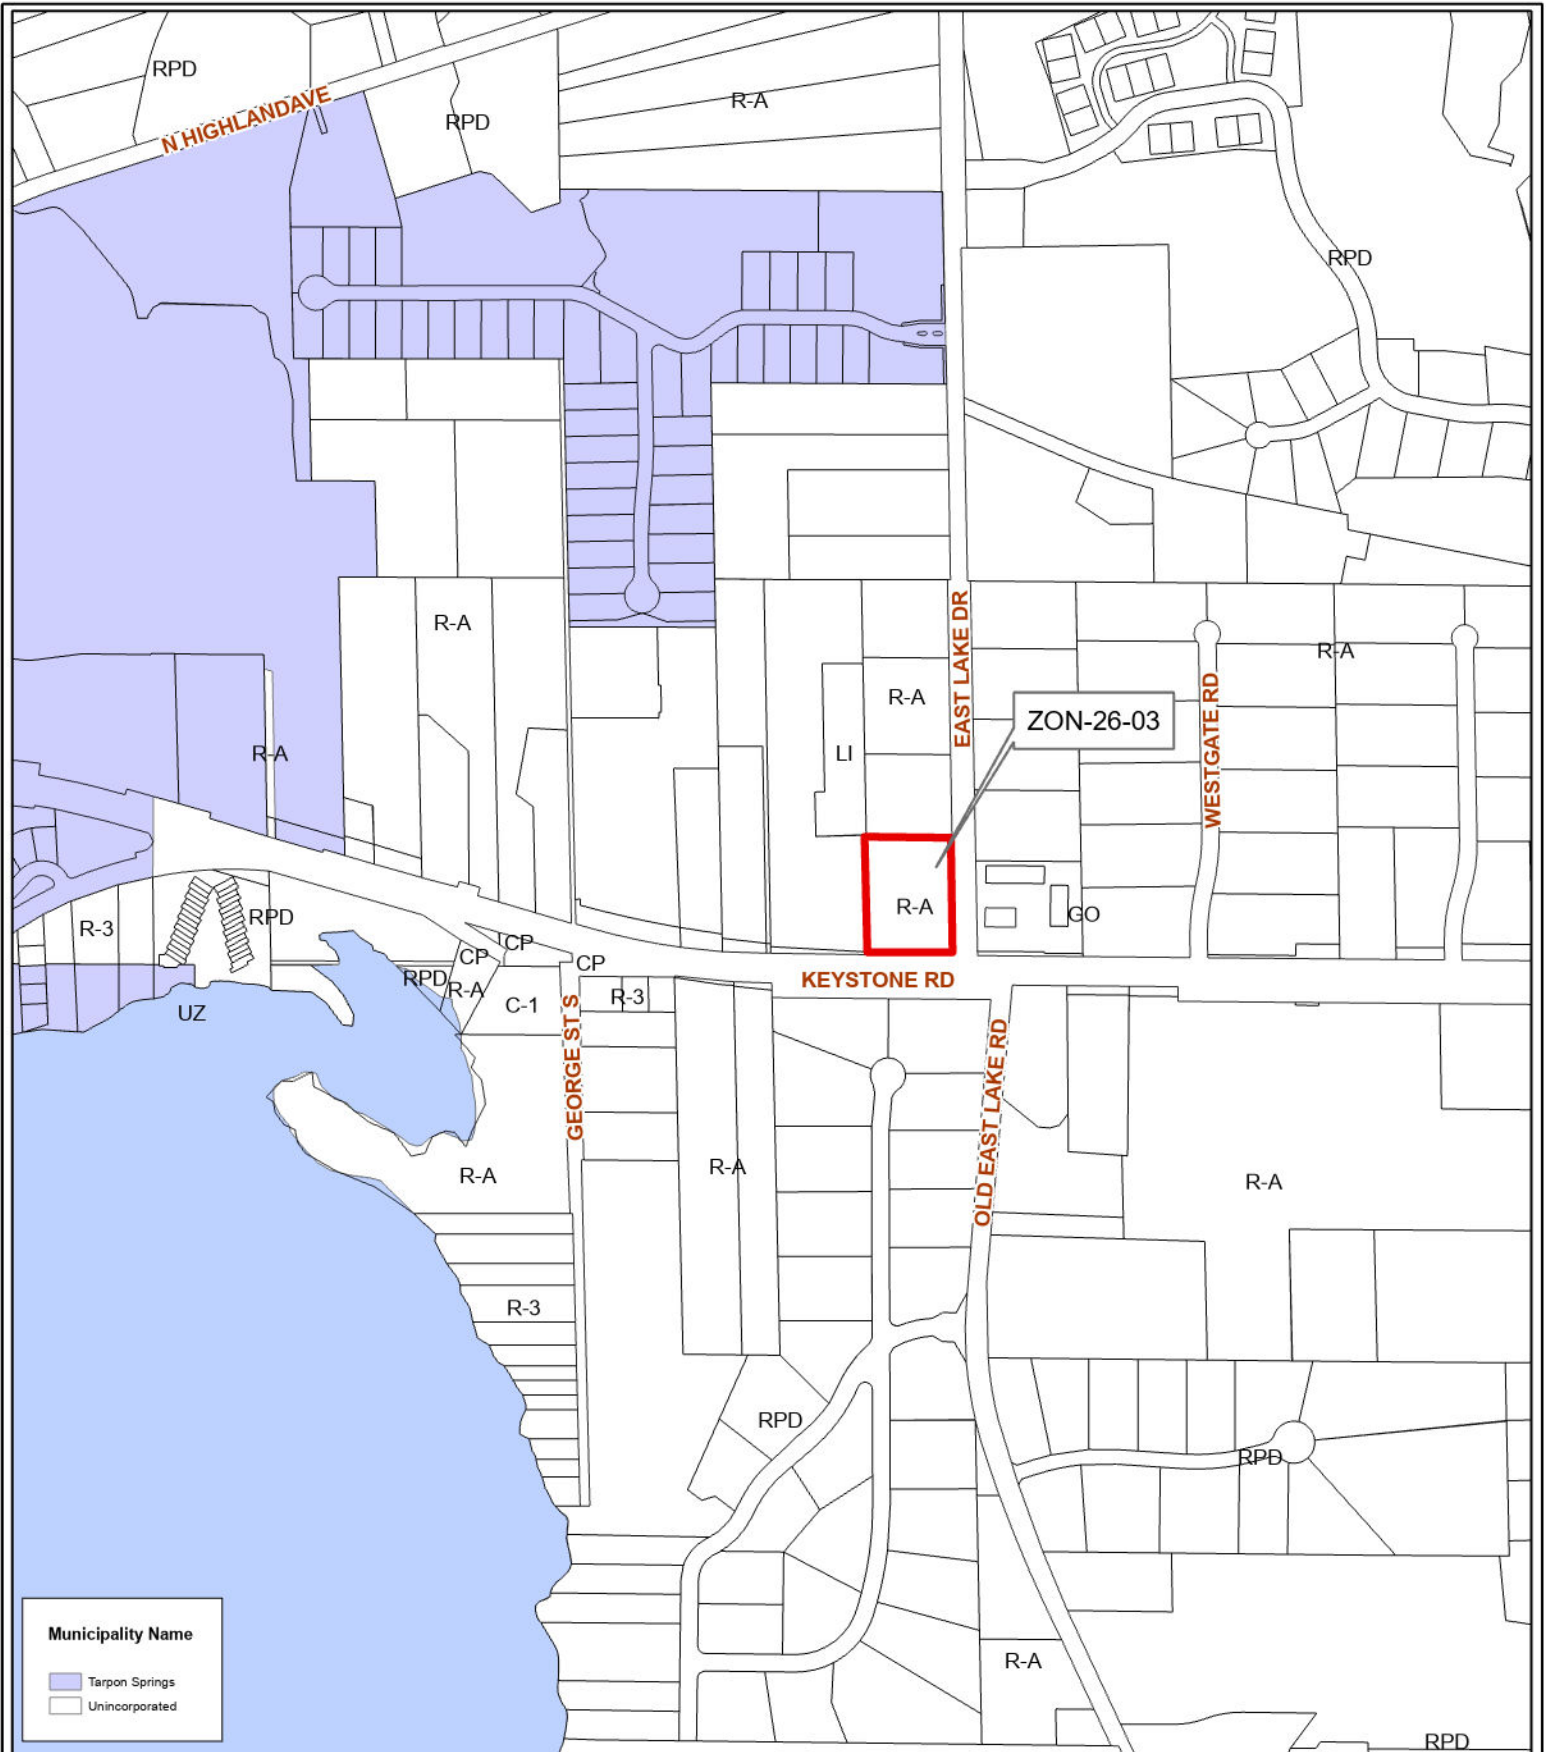 RPD
N HIGHLANDAVE
RPD
R-A
RPD
R-A
R-A
R-A
EAST LAKE DR
WESTGATE RD
ZON-26-03
R-A
LI
R-A
GO
R-3
RPD
CP
CP
CP
RPD
R-A
C-1
R-3
KEYSTONE RD
UZ
GEORGE ST S
OLD EAST LAKE RD
R-A
R-A
R-A
R-3
RPD
RPD
R-A
RPD
Municipality Name
Tarpon Springs
Unincorporated